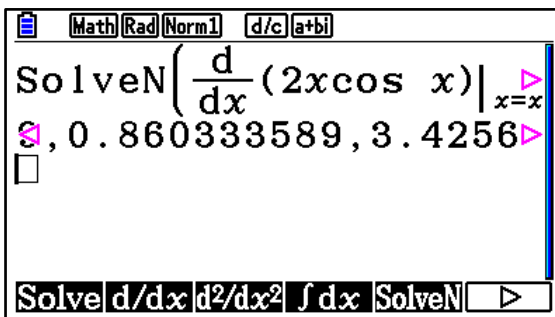 Math Rad Norm1 d/c a+bi
SolveN(d/dx(2xcos x)|x=x
,0.860333589,3.4256
Solve d/dx d²/dx² ∫dx SolveN ▷